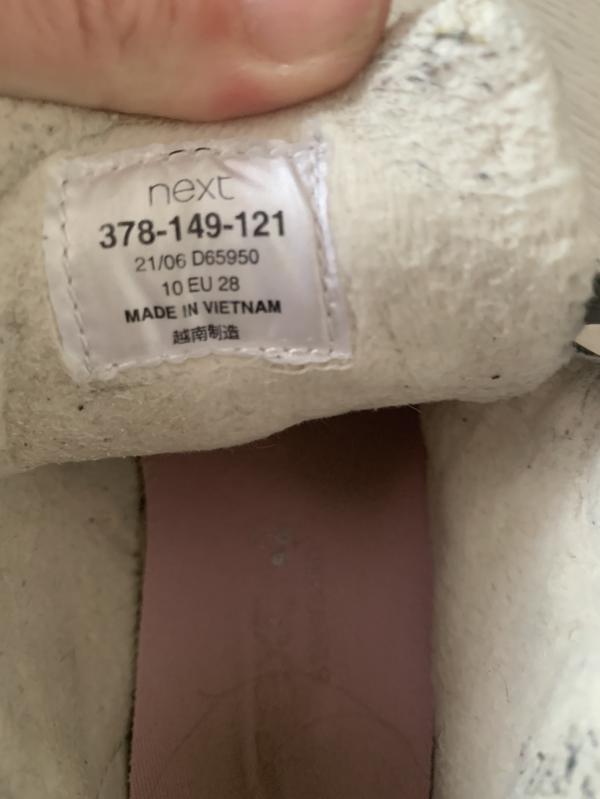 next
378-149-121
21/06 D65950
10 EU 28
MADE IN VIETNAM
越南制造